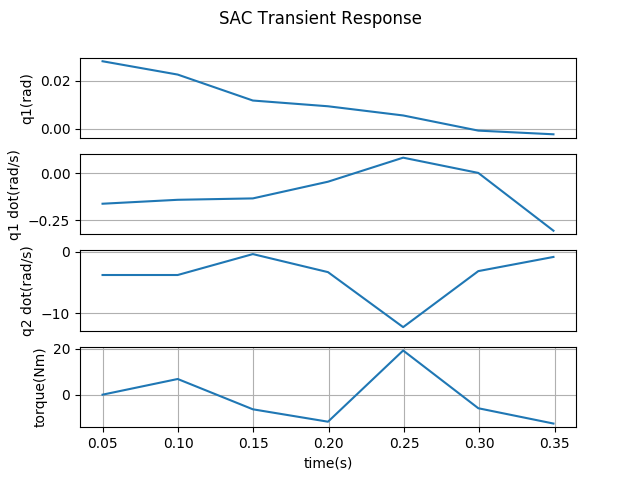 SAC Transient Response
q1(rad)
0.02
0.00
q1 dot(rad/s)
0.00
−0.25
q2 dot(rad/s)
0
−10
torque(Nm)
20
0
0.05 0.10 0.15 0.20 0.25 0.30 0.35
time(s)